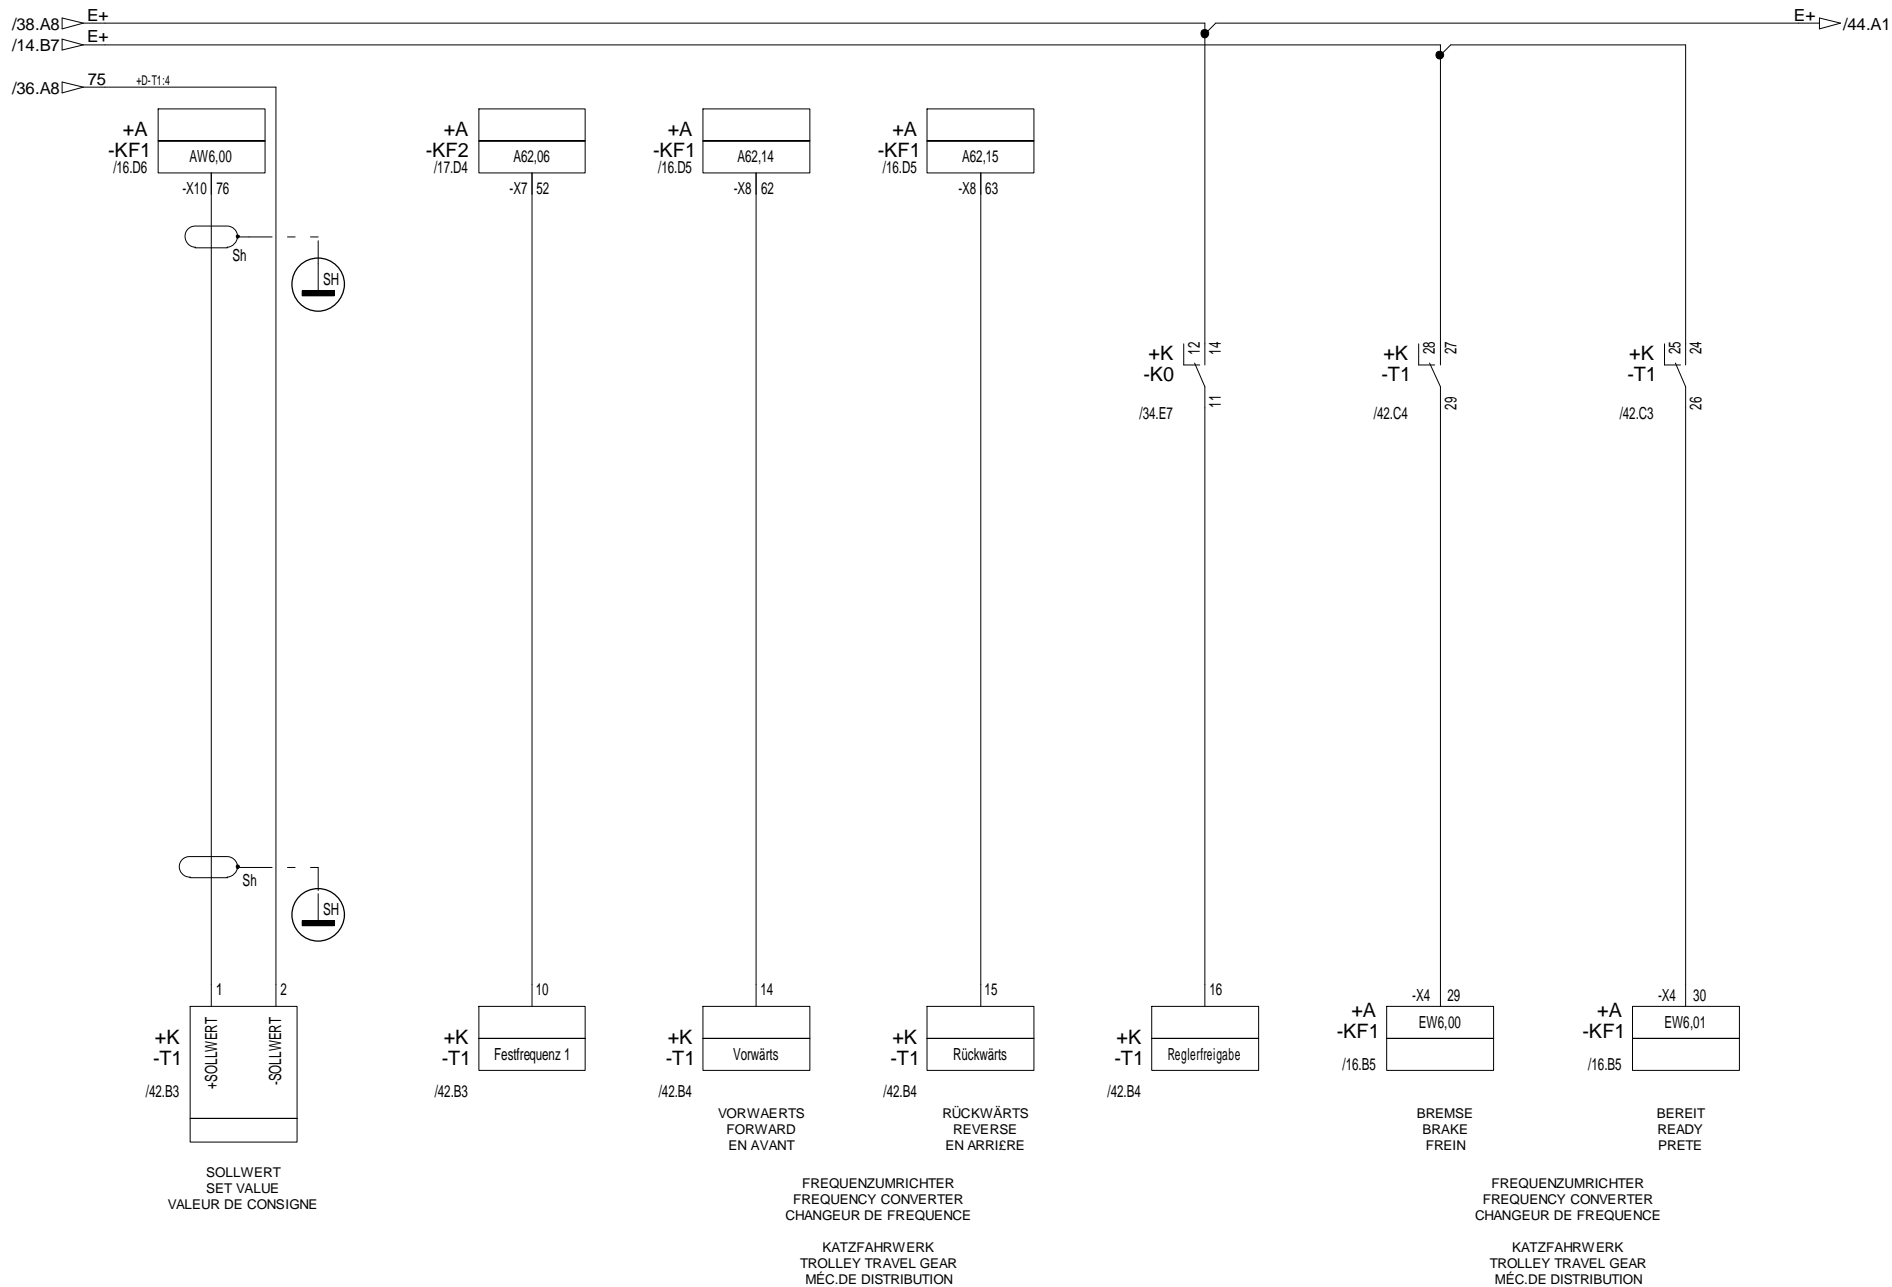 /38.A8 E+ E+ /44.A1
/14.B7 E+
/36.A8 75 +D-T1:4
+A
-KF1
/16.D6
AW6,00
-X10 76
+A
-KF2
/17.D4
A62,06
-X7 52
+A
-KF1
/16.D5
A62,14
-X8 62
+A
-KF1
/16.D5
A62,15
-X8 63
Sh
SH
+K
-K0
/34.E7
12
14
11
+K
-T1
/42.C4
28
27
29
+K
-T1
/42.C3
25
24
26
Sh
SH
1
2
+K
-T1
/42.B3
+SOLLWERT
-SOLLWERT
10
+K
-T1
/42.B3
Festfrequenz 1
14
+K
-T1
/42.B4
Vorwärts
15
+K
-T1
/42.B4
Rückwärts
16
+K
-T1
/42.B4
Reglerfreigabe
-X4 29
+A
-KF1
/16.B5
EW6,00
-X4 30
+A
-KF1
/16.B5
EW6,01
SOLLWERT
SET VALUE
VALEUR DE CONSIGNE
VORWAERTS
FORWARD
EN AVANT
RÜCKWÄRTS
REVERSE
EN ARRI£RE
FREQUENZUMRICHTER
FREQUENCY CONVERTER
CHANGEUR DE FREQUENCE
KATZFAHRWERK
TROLLEY TRAVEL GEAR
MÉC.DE DISTRIBUTION
BREMSE
BRAKE
FREIN
BEREIT
READY
PRETE
FREQUENZUMRICHTER
FREQUENCY CONVERTER
CHANGEUR DE FREQUENCE
KATZFAHRWERK
TROLLEY TRAVEL GEAR
MÉC.DE DISTRIBUTION